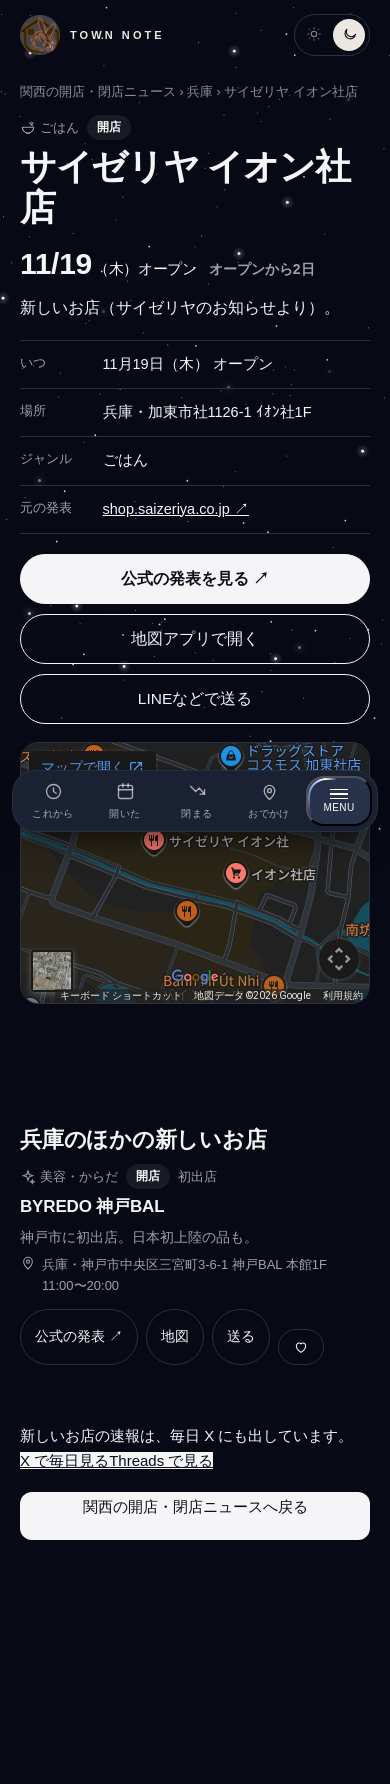 TOWN NOTE
関西の開店・閉店ニュース › 兵庫 › サイゼリヤ イオン社店
ごはん 開店
サイゼリヤ イオン社
店
11/19（木）オープン オープンから2日
新しいお店（サイゼリヤのお知らせより）。
いつ 11月19日（木） オープン
場所 兵庫・加東市社1126-1 ｲｵﾝ社1F
ジャンル ごはん
元の発表 shop.saizeriya.co.jp ↗
公式の発表を見る ↗
地図アプリで開く
LINEなどで送る
ドラッグストア
コスモス 加東社店
マップで開く
これから 開いた 閉まる おでかけ MENU
サイゼリヤ イオン社
イオン社店
南坊
Google
キーボード ショートカット 地図データ ©2026 Google 利用規約
兵庫のほかの新しいお店
美容・からだ 開店 初出店
BYREDO 神戸BAL
神戸市に初出店。日本初上陸の品も。
兵庫・神戸市中央区三宮町3-6-1 神戸BAL 本館1F
11:00〜20:00
公式の発表 ↗ 地図 送る
新しいお店の速報は、毎日 X にも出しています。
X で毎日見るThreads で見る
関西の開店・閉店ニュースへ戻る